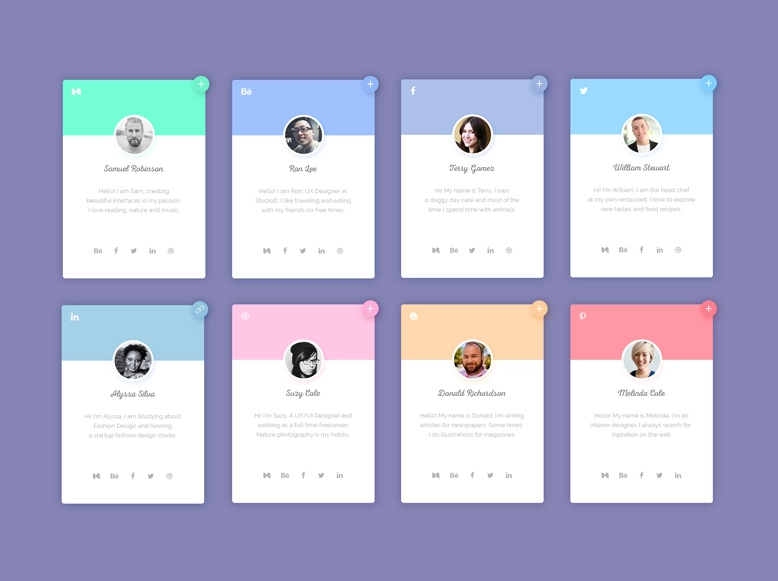 Bē
Samuel Robinson
Ron Lee
Terry Gomez
William Stewart
Hello! I am Sam, creating
beautiful interfaces is my passion.
I love reading, nature and music.
Hello! I am Ron, UX Designer at
StudioD. I like traveling and eating
with my friends on free times.
Hi! My name is Terry. I own
a doggy day care and most of the
time I spend time with animals.
Hi! I'm William. I am the head chef
at my own restaurant. I love to explore
new tastes and food recipes.
Bē f in
f in
Bē in
Bē f in
in
Alyssa Silva
Suzy Cole
Donald Richardson
Melinda Cole
Hi! I'm Alyssa. I am Studying about
Fashion Design and running
a startup fashion design studio.
Hi! I'm Suzy. A UX/UI Designer and
working as a full time freelancer.
Nature photography is my hobby.
Hello! My name is Donald. I'm writing
articles for newspapers. Some times
I do illustrations for magazines.
Hello! My name is Melinda. I'm an
interior designer. I always search for
inpiration on the web.
Bē f
Bē f in
Bē f in
Bē f in